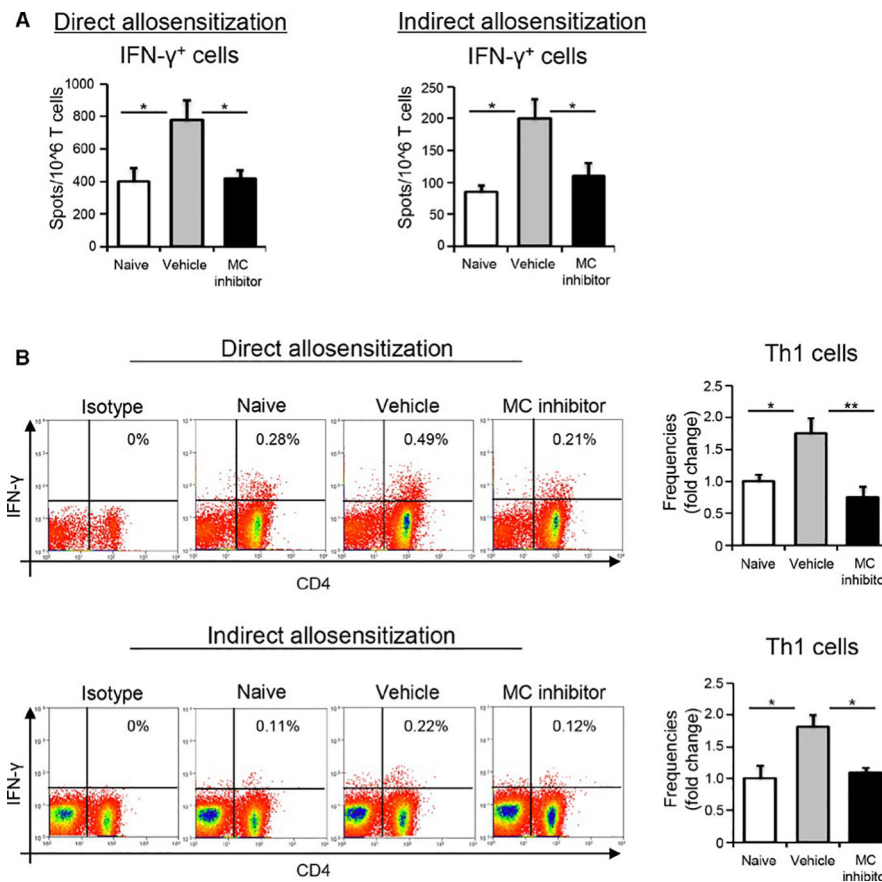 A
Direct allosensitization
IFN-γ⁺ cells
Spots/10^6 T cells
1000
800
600
400
200
0
*
*
Naive
Vehicle
MC
inhibitor
Indirect allosensitization
IFN-γ⁺ cells
Spots/10^6 T cells
250
200
150
100
50
0
*
*
Naive
Vehicle
MC
inhibitor
B
Direct allosensitization
Isotype
Naive
Vehicle
MC inhibitor
0%
0.28%
0.49%
0.21%
IFN-γ
CD4
Th1 cells
Frequencies
(fold change)
2.5
2.0
1.5
1.0
0.5
0
*
**
Naive
Vehicle
MC
inhibito
Indirect allosensitization
Isotype
Naive
Vehicle
MC inhibitor
0%
0.11%
0.22%
0.12%
IFN-γ
CD4
Th1 cells
Frequencies
(fold change)
2.5
2.0
1.5
1.0
0.5
0
*
*
Naive
Vehicle
MC
inhibito